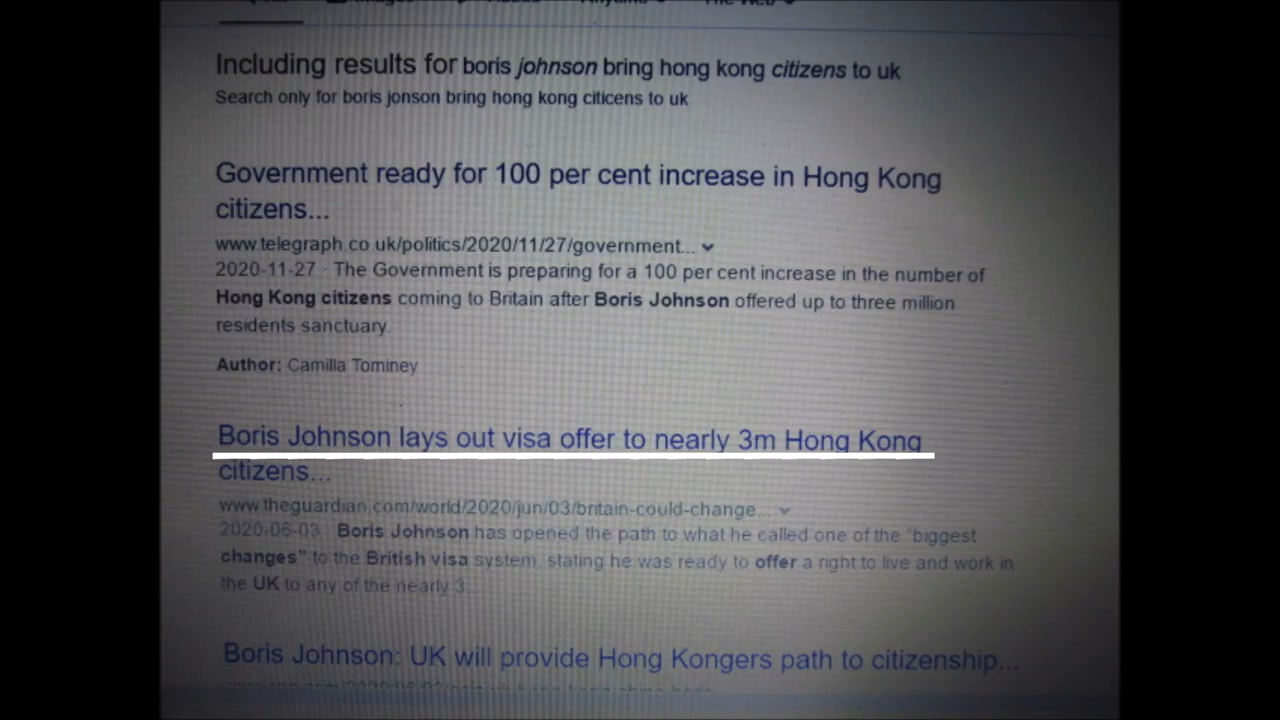 Including results for boris johnson bring hong kong citizens to uk
Search only for boris jonson bring hong kong citicens to uk
Government ready for 100 per cent increase in Hong Kong
citizens...
www.telegraph.co.uk/politics/2020/11/27/government...
2020-11-27 · The Government is preparing for a 100 per cent increase in the number of
Hong Kong citizens coming to Britain after Boris Johnson offered up to three million
residents sanctuary.
Author: Camilla Tominey
Boris Johnson lays out visa offer to nearly 3m Hong Kong
citizens...
www.theguardian.com/world/2020/jun/03/britain-could-change...
2020-06-03 · Boris Johnson has opened the path to what he called one of the "biggest
changes" to the British visa system, stating he was ready to offer a right to live and work in
the UK to any of the nearly 3...
Boris Johnson: UK will provide Hong Kongers path to citizenship...